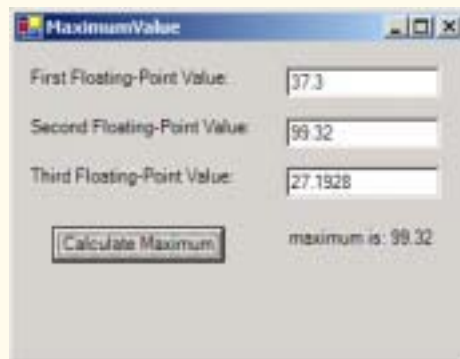 MaximumValue
First Floating-Point Value: 37.3
Second Floating-Point Value: 99.32
Third Floating-Point Value: 27.1928
Calculate Maximum maximum is: 99.32